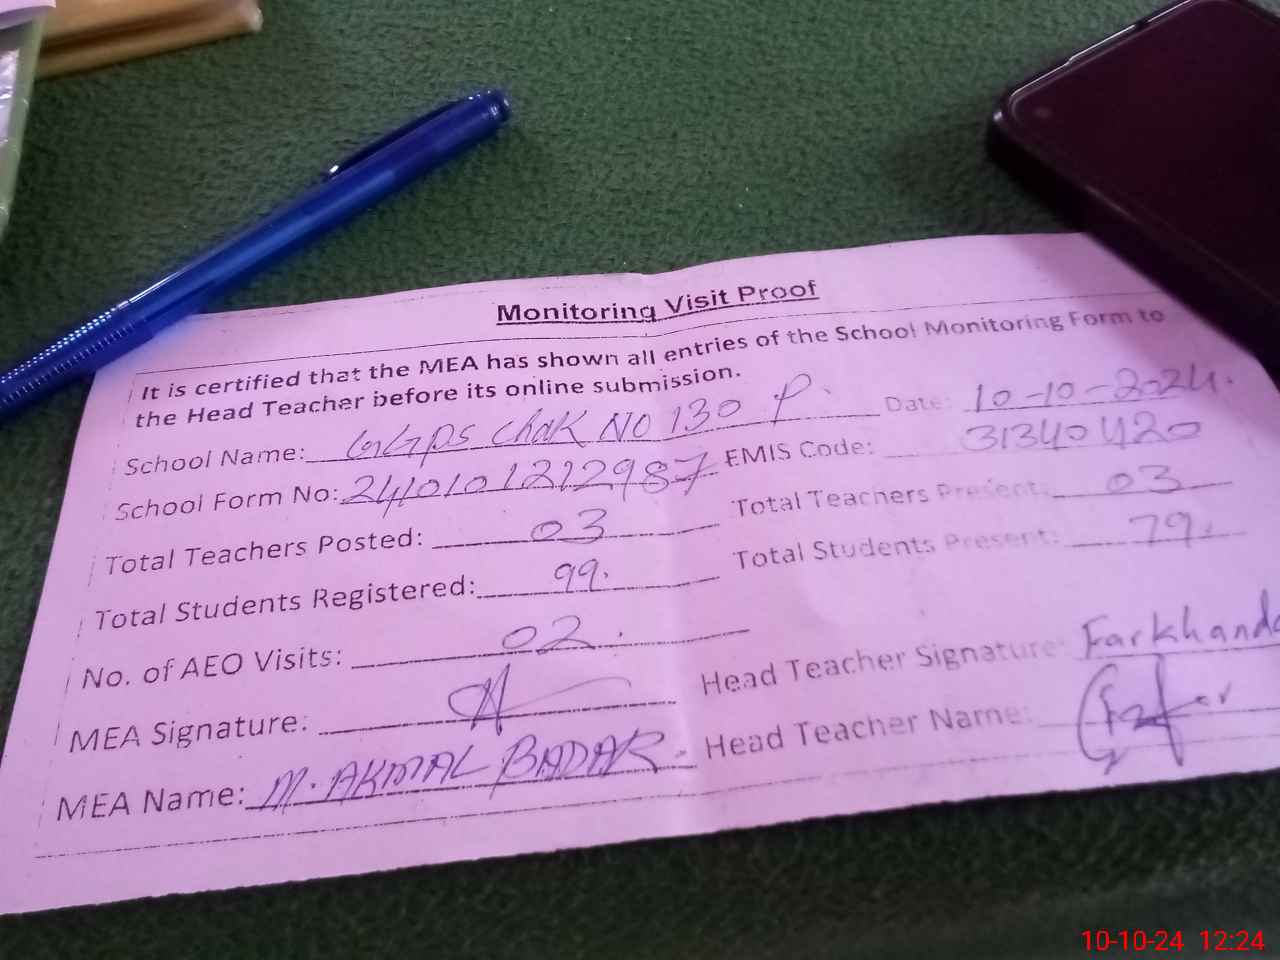 Monitoring Visit Proof
It is certified that the MEA has shown all entries of the School Monitoring Form to
the Head Teacher before its online submission.
School Name: GGPS Chak NO 130 P. Date: 10-10-2024.
School Form No: 2410101212987 EMIS Code: 31340420
Total Teachers Posted: 03 Total Teachers Present: 03
Total Students Registered: 99. Total Students Present: 79.
No. of AEO Visits: 02.
MEA Signature: Head Teacher Signature: Farkhanda
MEA Name: M. AKMAL BADAR Head Teacher Name:
10-10-24 12:24